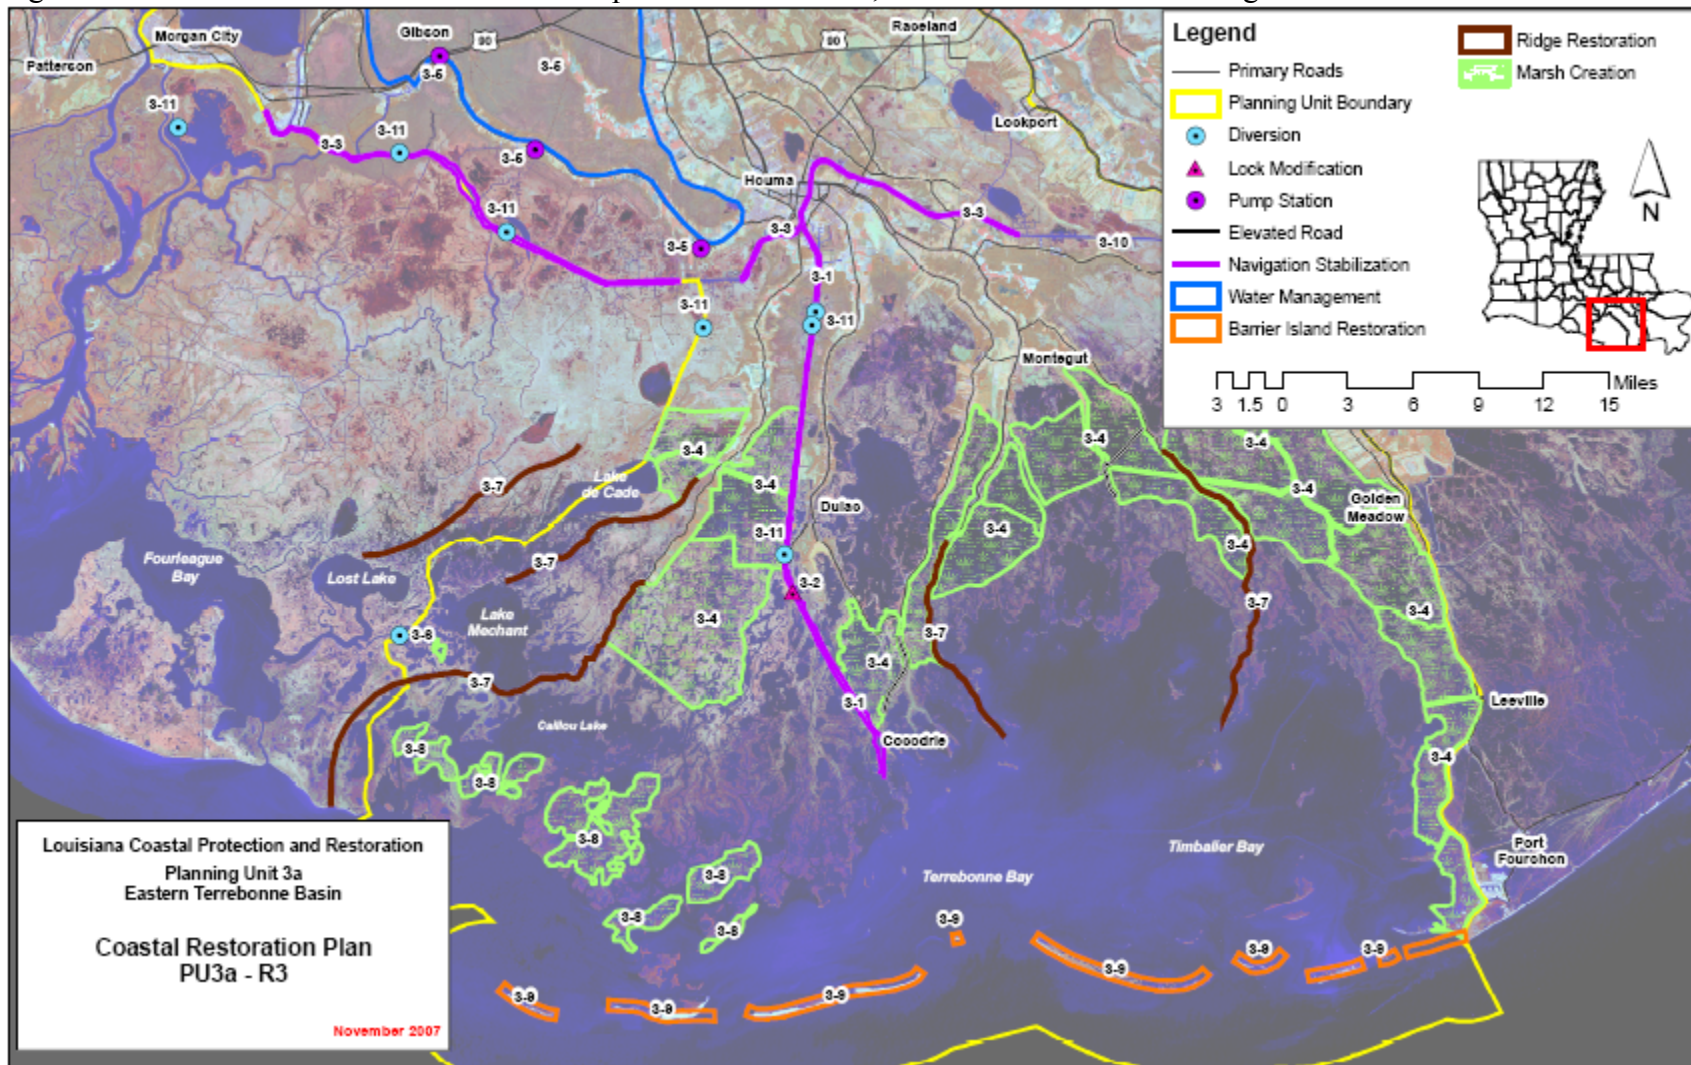 Morgan City
Patterson
Gibson
90
Raceland
90
Lockport
Houma
3-11
3-3
3-11
3-5
3-5
3-5
3-11
3-5
3-3
3-3
3-10
3-1
3-11
3-11
Montegut
3-4
3-4
3-4
3-4
3-4
Golden
Meadow
3-7
Lake
de Cade
Dulac
3-4
3-4
3-11
3-7
3-2
Fourleague
Bay
Lost Lake
Lake
Mechant
3-4
3-7
3-4
3-6
3-7
3-4
3-7
3-1
Leeville
Caillou Lake
Cocodrie
3-8
3-8
3-4
3-8
3-8
3-8
3-8
Timbalier Bay
Terrebonne Bay
Port
Fourchon
3-9
3-9
3-9
3-9
3-9
3-9
3-9
Legend
Primary Roads
Planning Unit Boundary
Diversion
Lock Modification
Pump Station
Elevated Road
Navigation Stabilization
Water Management
Barrier Island Restoration
Ridge Restoration
Marsh Creation
N
Miles
3 1.5 0 3 6 9 12 15
Louisiana Coastal Protection and Restoration
Planning Unit 3a
Eastern Terrebonne Basin
Coastal Restoration Plan
PU3a - R3
November 2007